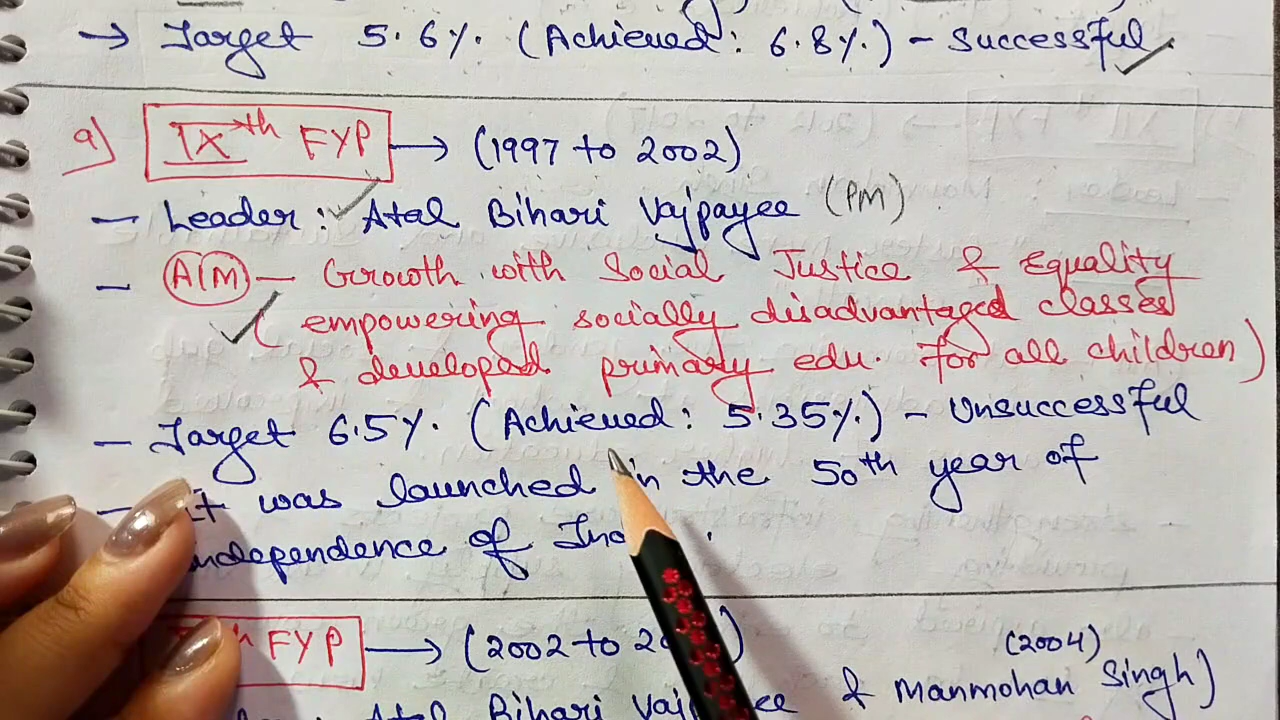 → Target 5.6%. (Achieved: 6.8%.) - Successful
9) IXth FYP → (1997 to 2002)
- Leader: Atal Bihari Vajpayee (PM)
- AIM - Growth with Social Justice & Equality
(empowering socially disadvantaged classes
& developed primary edu. for all children)
- Target 6.5%. (Achieved: 5.35%.) - Unsuccessful
- It was launched in the 50th year of
independence of Ind
FYP → (2002 to 2
(2004)
Atal Bihari & Manmohan Singh)